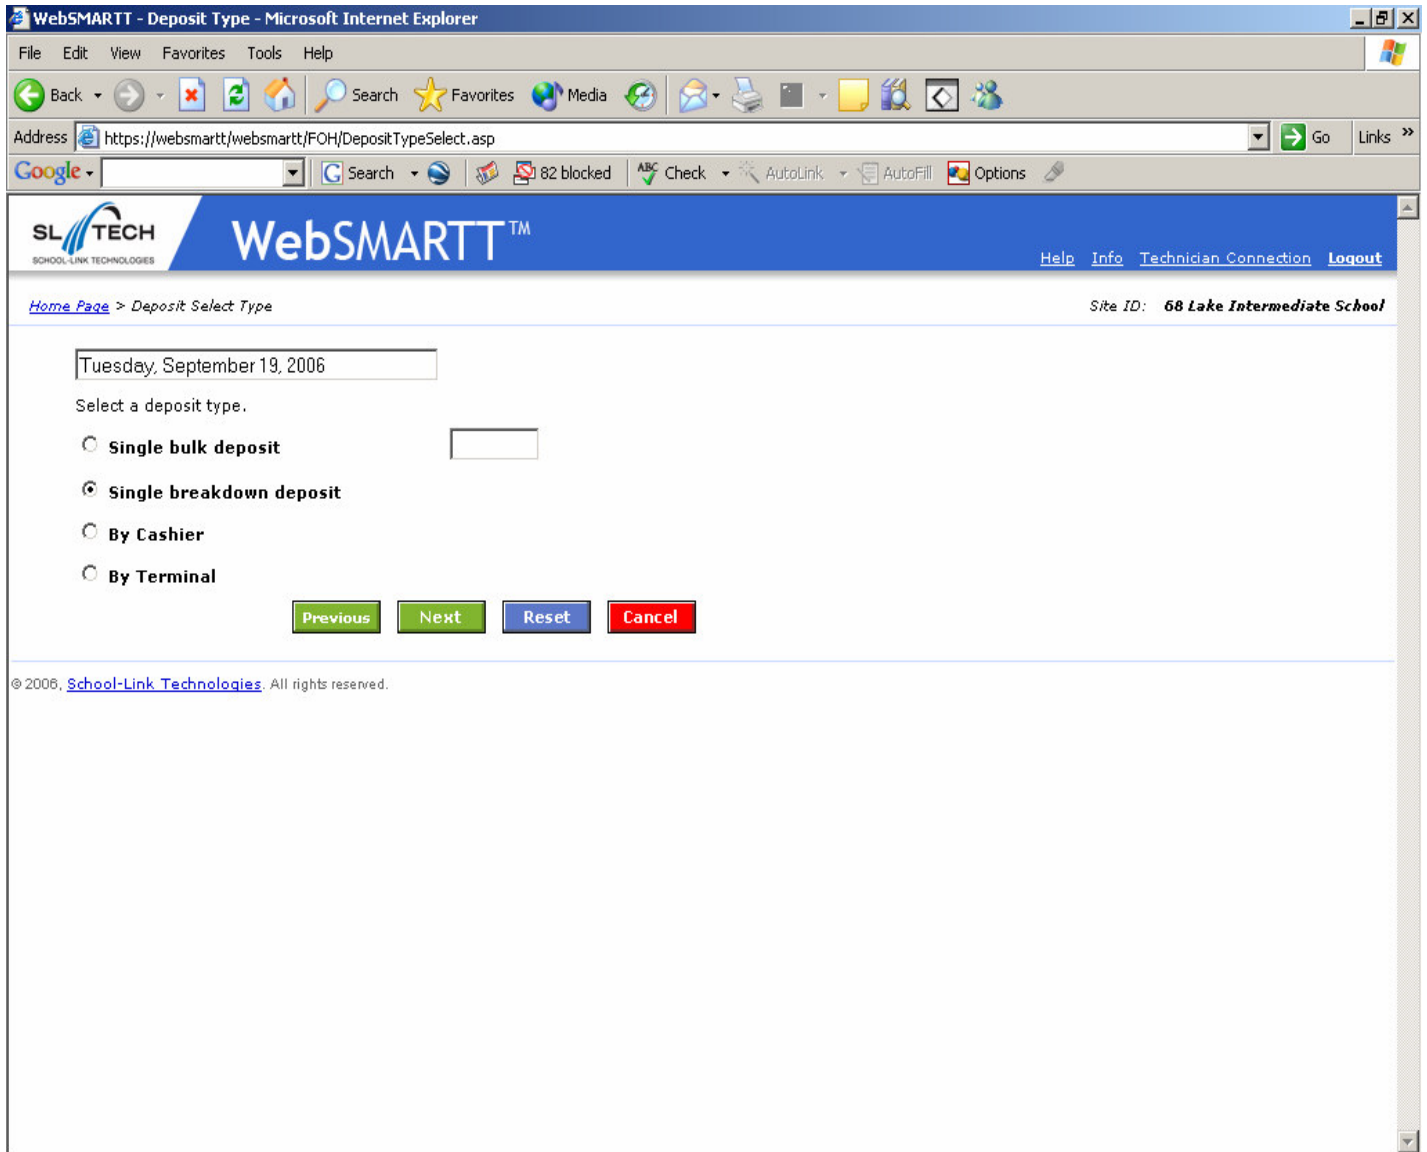 WebSMARTT - Deposit Type - Microsoft Internet Explorer
File Edit View Favorites Tools Help
Back Search Favorites Media
Address https://websmartt/websmartt/FOH/DepositTypeSelect.asp Go Links »
Google Search 82 blocked ABC Check AutoLink AutoFill Options
SL TECH
SCHOOL-LINK TECHNOLOGIES
WebSMARTT™
Help Info Technician Connection Logout
Home Page > Deposit Select Type Site ID: 68 Lake Intermediate School
Tuesday, September 19, 2006
Select a deposit type.
Single bulk deposit
Single breakdown deposit
By Cashier
By Terminal
Previous Next Reset Cancel
© 2006, School-Link Technologies. All rights reserved.